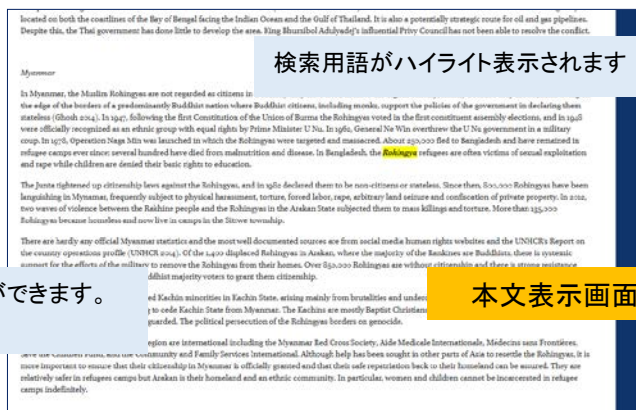 located on both the coastlines of the Bay of Bengal facing the Indian Ocean and the Gulf of Thailand. It is also a potentially strategic route for oil and gas pipelines.
Despite this, the Thai government has done little to develop the area. King Bhumibol Adulyadej's influential Privy Council has not been able to resolve the conflict.
検索用語がハイライト表示されます
Myanmar
In Myanmar, the Muslim Rohingyas are not regarded as citizens in
the edge of the borders of a predominantly Buddhist nation where Buddhist citizens, including monks, support the policies of the government in declaring them
stateless (Ghosh 2014). In 1947, following the first Constitution of the Union of Burma the Rohingyas voted in the first constituent assembly elections, and in 1948
were officially recognized as an ethnic group with equal rights by Prime Minister U Nu. In 1962, General Ne Win overthrew the U Nu government in a military
coup. In 1978, Operation Naga Min was launched in which the Rohingyas were targeted and massacred. About 250,000 fled to Bangladesh and have remained in
refugee camps ever since: several hundred have died from malnutrition and disease. In Bangladesh, the Rohingya refugees are often victims of sexual exploitation
and rape while children are denied their basic rights to education.
The Junta tightened up citizenship laws against the Rohingyas, and in 1982 declared them to be non-citizens or stateless. Since then, 800,000 Rohingyas have been
languishing in Myanmar, frequently subject to physical harassment, torture, forced labor, rape, arbitrary land seizure and confiscation of private property. In 2012,
two waves of violence between the Rakhine people and the Rohingyas in the Arakan State subjected them to mass killings and torture. More than 135,000
Rohingyas became homeless and now live in camps in the Sittwe township.
There are hardly any official Myanmar statistics and the most well documented sources are from social media human rights websites and the UNHCR's Report on
the country operations profile (UNHCR 2014). Of the 1,400 displaced Rohingyas in Arakan, where the majority of the Rankines are Buddhists, there is systemic
support for the efforts of the military to remove the Rohingyas from their homes. Over 850,000 Rohingyas are without citizenship and there is strong resistance
ddhist majority voters to grant them citizenship.
ができます。
ed Kachin minorities in Kachin State, arising mainly from brutalities and under
g to cede Kachin State from Myanmar. The Kachins are mostly Baptist Christian
guarded. The political persecution of the Rohingyas borders on genocide.
本文表示画面
egion are international including the Myanmar Red Cross Society, Aide Medicale Internationale, Médecins sans Frontières,
Save the Children Fund, and the Community and Family Services International. Although help has been sought in other parts of Asia to resettle the Rohingyas, it is
more important to ensure that their citizenship in Myanmar is officially granted and that their safe repatriation back to their homeland can be assured. They are
relatively safer in refugees camps but Arakan is their homeland and an ethnic community. In particular, women and children cannot be incarcerated in refugee
camps indefinitely.